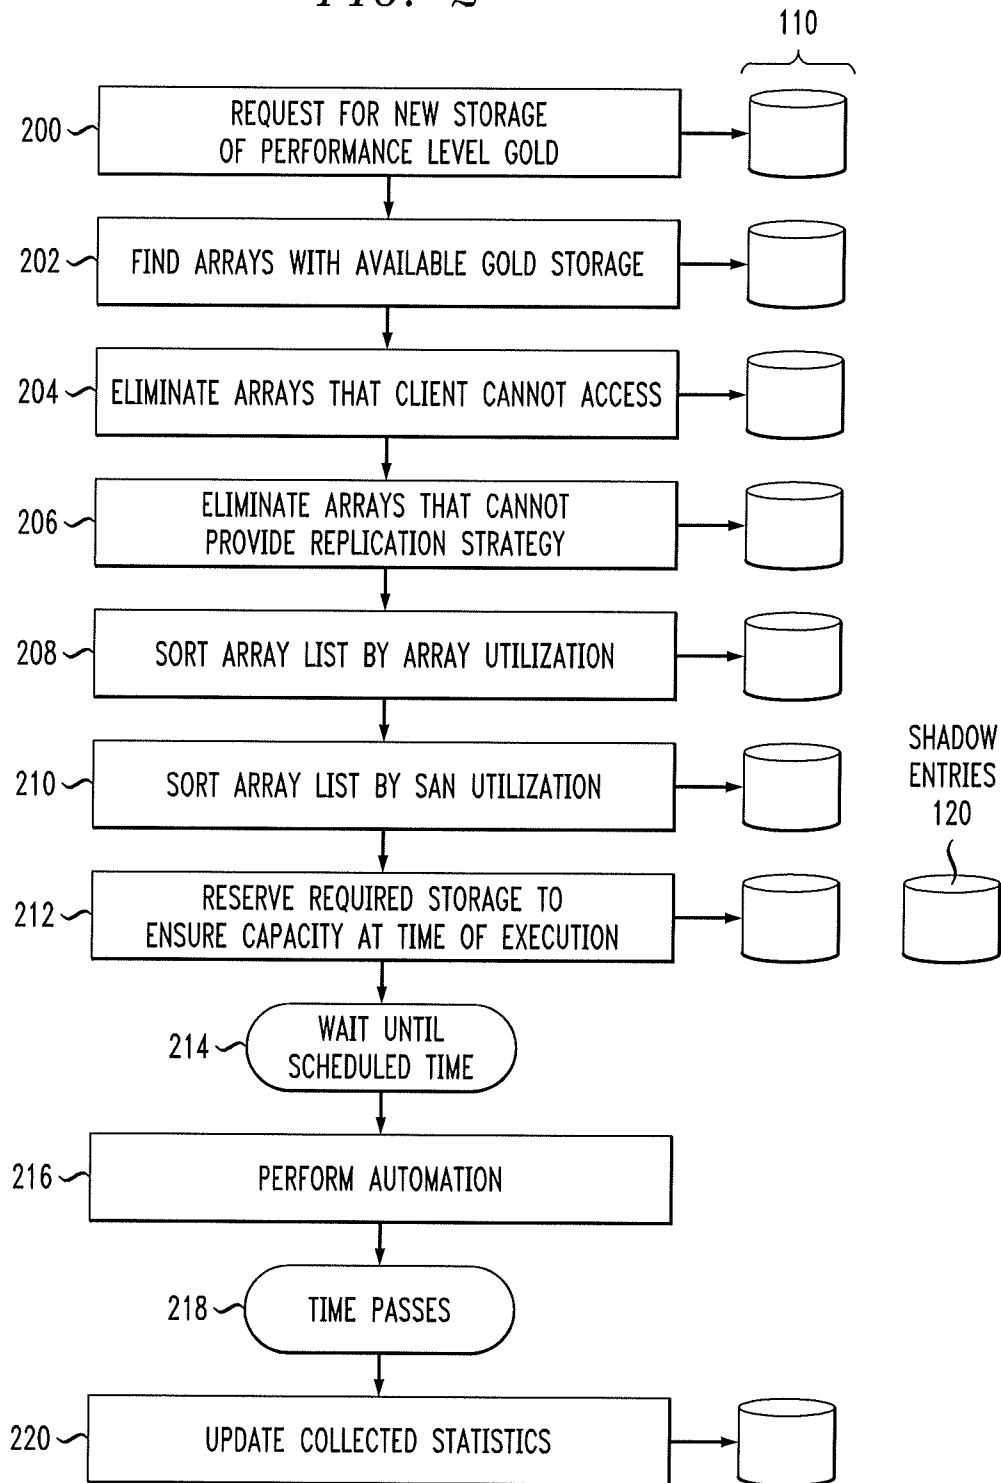 FIG. 2
110
200
REQUEST FOR NEW STORAGE
OF PERFORMANCE LEVEL GOLD
202
FIND ARRAYS WITH AVAILABLE GOLD STORAGE
204
ELIMINATE ARRAYS THAT CLIENT CANNOT ACCESS
206
ELIMINATE ARRAYS THAT CANNOT
PROVIDE REPLICATION STRATEGY
208
SORT ARRAY LIST BY ARRAY UTILIZATION
210
SORT ARRAY LIST BY SAN UTILIZATION
SHADOW
ENTRIES
120
212
RESERVE REQUIRED STORAGE TO
ENSURE CAPACITY AT TIME OF EXECUTION
214
WAIT UNTIL
SCHEDULED TIME
216
PERFORM AUTOMATION
218
TIME PASSES
220
UPDATE COLLECTED STATISTICS